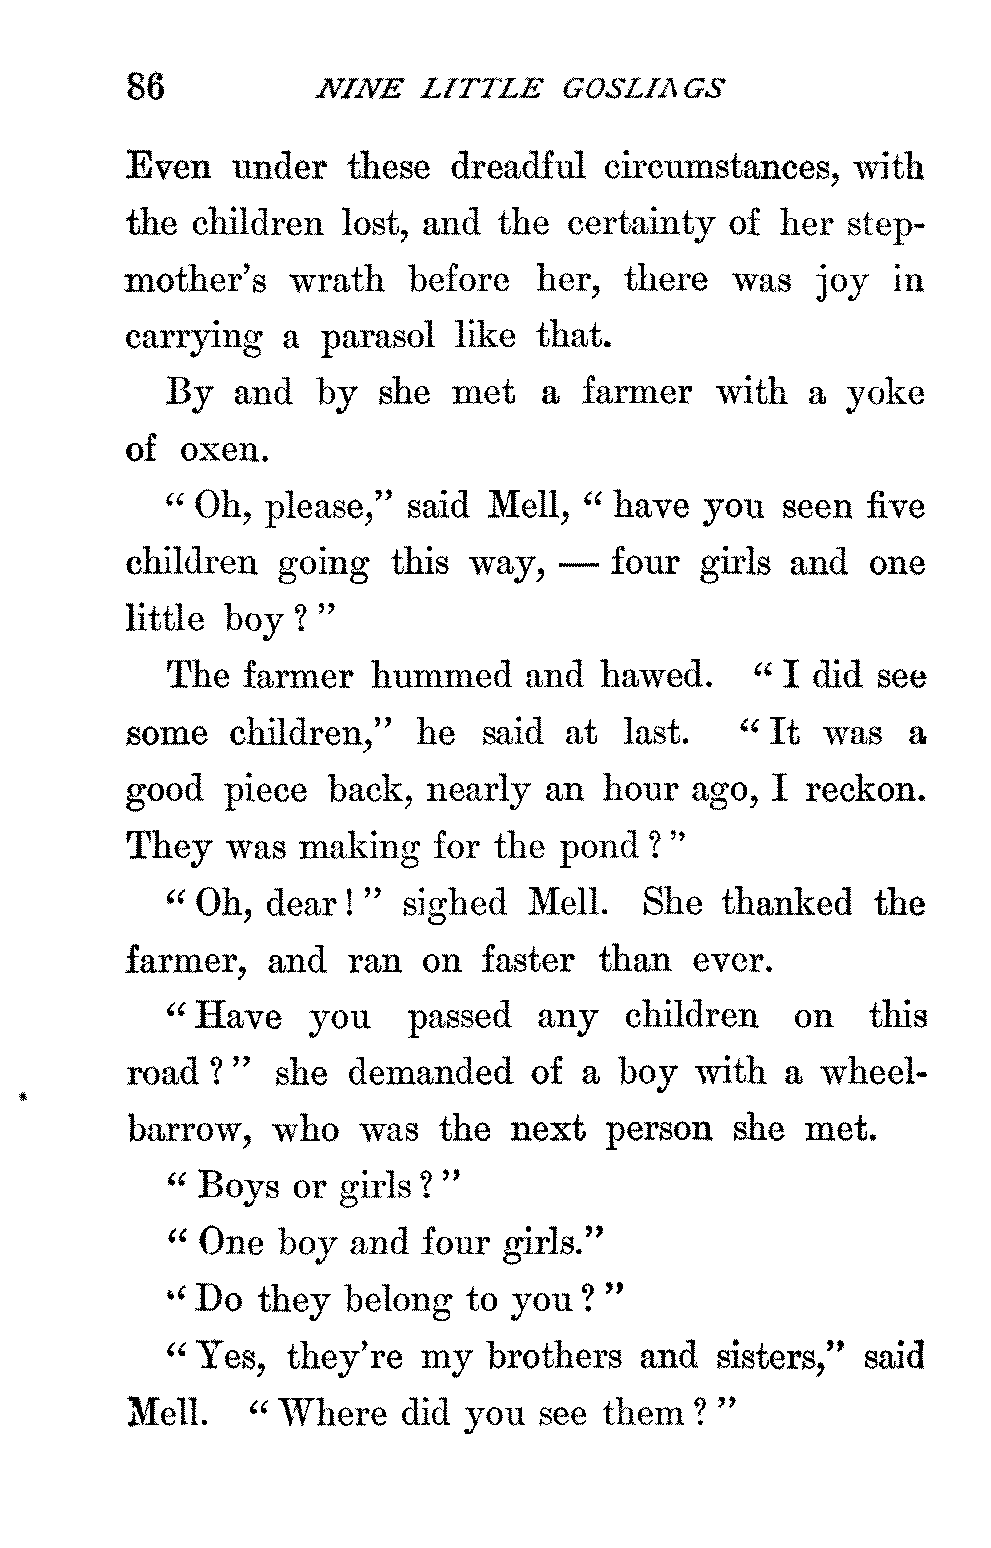 86 NINE LITTLE GOSLINGS
Even under these dreadful circumstances, with
the children lost, and the certainty of her step-
mother's wrath before her, there was joy in
carrying a parasol like that.
By and by she met a farmer with a yoke
of oxen.
" Oh, please," said Mell, " have you seen five
children going this way, — four girls and one
little boy ? "
The farmer hummed and hawed. " I did see
some children," he said at last. " It was a
good piece back, nearly an hour ago, I reckon.
They was making for the pond ? "
" Oh, dear ! " sighed Mell. She thanked the
farmer, and ran on faster than ever.
" Have you passed any children on this
road ? " she demanded of a boy with a wheel-
barrow, who was the next person she met.
" Boys or girls ? "
" One boy and four girls."
" Do they belong to you ? "
" Yes, they're my brothers and sisters," said
Mell. " Where did you see them ? "